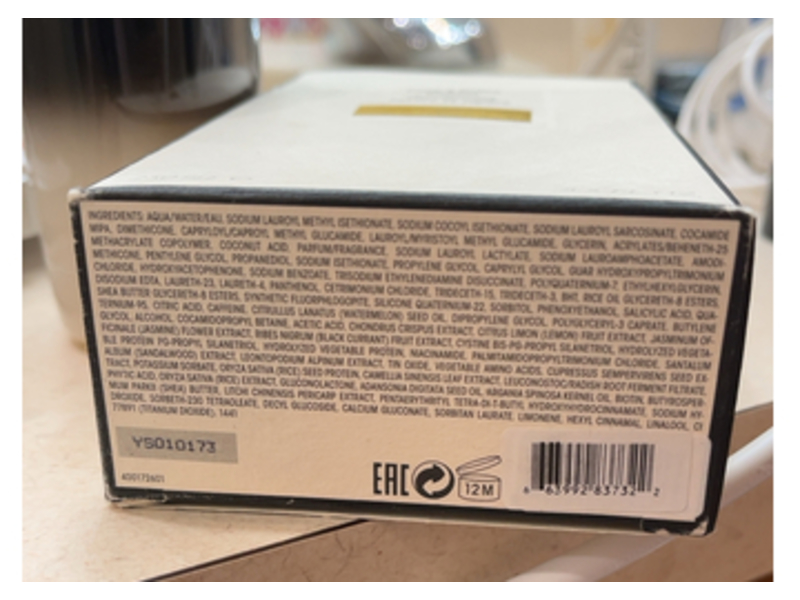 INGREDIENTS: AQUA/WATER/EAU, SODIUM LAUROYL METHYL ISETHIONATE, SODIUM COCOYL ISETHIONATE, SODIUM LAUROYL SARCOSINATE, COCAMIDE
MIPA, DIMETHICONE, CAPRYLOYL/CAPROYL METHYL GLUCAMIDE, LAUROYL/MYRISTOYL METHYL GLUCAMIDE, GLYCERIN, ACRYLATES/BEHENETH-25
METHACRYLATE COPOLYMER, COCONUT ACID, PARFUM/FRAGRANCE, SODIUM LAUROYL LACTYLATE, SODIUM LAUROAMPHOACETATE, AMODI-
METHICONE, PENTYLENE GLYCOL, PROPANEDIOL, SODIUM ISETHIONATE, PROPYLENE GLYCOL, CAPRYLYL GLYCOL, GUAR HYDROXYPROPYLTRIMONIUM
CHLORIDE, HYDROXYACETOPHENONE, SODIUM BENZOATE, TRISODIUM ETHYLENEDIAMINE DISUCCINATE, POLYQUATERNIUM-7, ETHYLHEXYLGLYCERIN,
DISODIUM EDTA, LAURETH-23, LAURETH-4, PANTHENOL, CETRIMONIUM CHLORIDE, TRIDECETH-15, TRIDECETH-3, BHT, RICE OIL GLYCERETH-8 ESTERS,
SHEA BUTTER GLYCERETH-8 ESTERS, SYNTHETIC FLUORPHLOGOPITE, SILICONE QUATERNIUM-22, SORBITOL, PHENOXYETHANOL, SALICYLIC ACID, QUA-
TERNIUM-95, CITRIC ACID, CAFFEINE, CITRULLUS LANATUS (WATERMELON) SEED OIL, DIPROPYLENE GLYCOL, POLYGLYCERYL-3 CAPRATE, BUTYLENE
GLYCOL, ALCOHOL COCAMIDOPROPYL BETAINE, ACETIC ACID, CHONDRUS CRISPUS EXTRACT, CITRUS LIMON (LEMON) FRUIT EXTRACT, JASMINUM OF-
FICINALE (JASMINE) FLOWER EXTRACT, RIBES NIGRUM (BLACK CURRANT) FRUIT EXTRACT, CYSTINE BIS-PG-PROPYL SILANETRIOL, HYDROLYZED VEGETA-
BLE PROTEIN PG-PROPYL SILANETRIOL, HYDROLYZED VEGETABLE PROTEIN, NIACINAMIDE, PALMITAMIDOPROPYLTRIMONIUM CHLORIDE, SANTALUM
ALBUM (SANDALWOOD) EXTRACT, LEONTOPODIUM ALPINUM EXTRACT, TIN OXIDE, VEGETABLE AMINO ACIDS, CUPRESSUS SEMPERVIRENS SEED EX-
TRACT, POTASSIUM SORBATE, ORYZA SATIVA (RICE) SEED PROTEIN, CAMELLIA SINENSIS LEAF EXTRACT, LEUCONOSTOC/RADISH ROOT FERMENT FILTRATE,
PHYTIC ACID, ORYZA SATIVA (RICE) EXTRACT, GLUCONOLACTONE, ADANSONIA DIGITATA SEED OIL, ARGANIA SPINOSA KERNEL OIL, BIOTIN, BUTYROSPER-
MUM PARKII (SHEA) BUTTER, LITCHI CHINENSIS PERICARP EXTRACT, PENTAERYTHRITYL TETRA-DI-T-BUTYL HYDROXYHYDROCINNAMATE, SODIUM HY-
DROXIDE, SORBETH-230 TETRAOLEATE, DECYL GLUCOSIDE, CALCIUM GLUCONATE, SORBITAN LAURATE, LIMONENE, HEXYL CINNAMAL, LINALOOL, CI
77891 (TITANIUM DIOXIDE). 1441
YS010173
400172601
EAC
12M
6 63992 83732 2